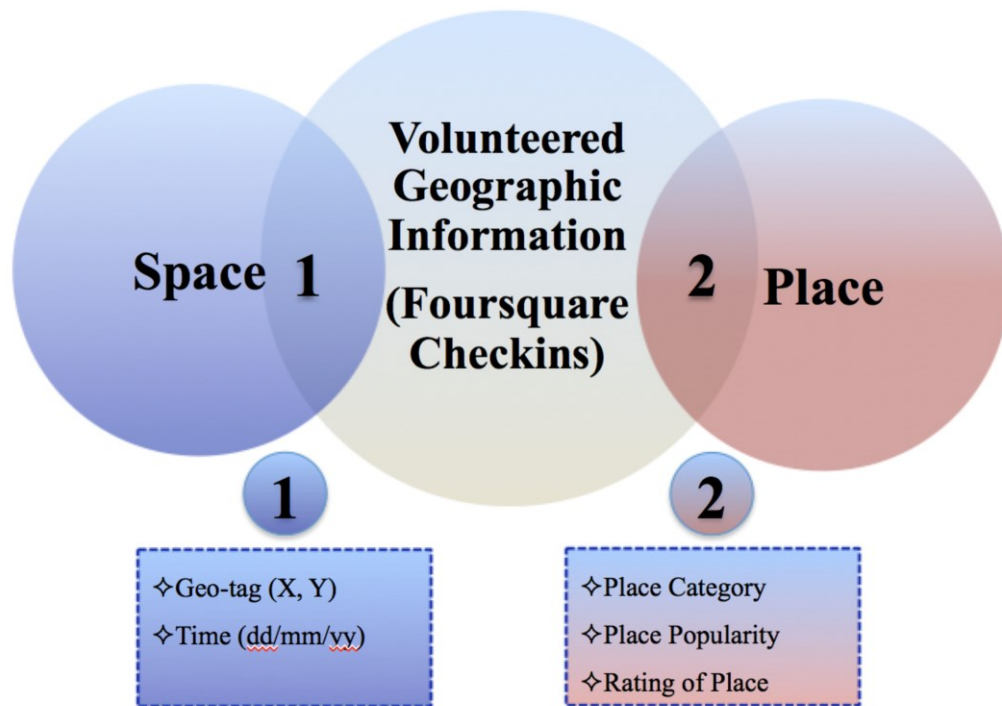 Volunteered
Geographic
Information
(Foursquare
Checkins)
Space
1
2
Place
1
2
✧Geo-tag (X, Y)
✧Time (dd/mm/yy)
✧Place Category
✧Place Popularity
✧Rating of Place